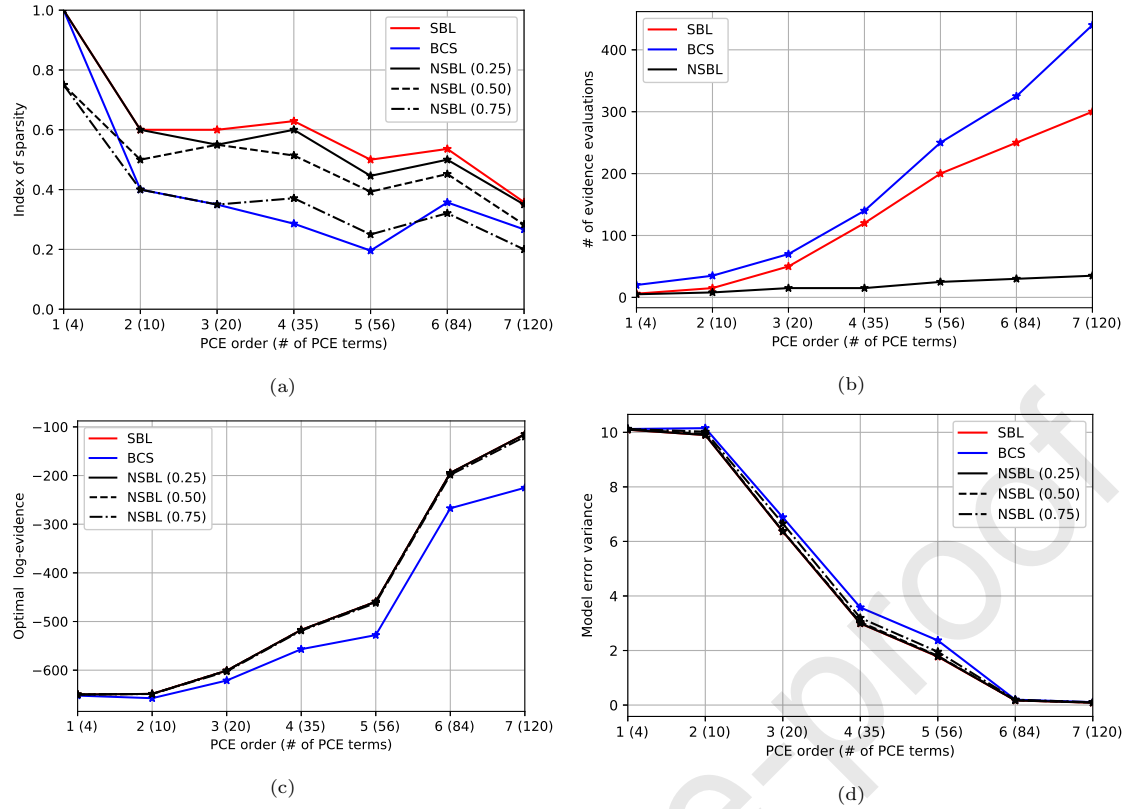 1.0
0.8
0.6
0.4
0.2
0.0
Index of sparsity
SBL
BCS
NSBL (0.25)
NSBL (0.50)
NSBL (0.75)
1 (4) 2 (10) 3 (20) 4 (35) 5 (56) 6 (84) 7 (120)
PCE order (# of PCE terms)
(a)
400
300
200
100
0
# of evidence evaluations
SBL
BCS
NSBL
1 (4) 2 (10) 3 (20) 4 (35) 5 (56) 6 (84) 7 (120)
PCE order (# of PCE terms)
(b)
−100
−200
−300
−400
−500
−600
Optimal log-evidence
SBL
BCS
NSBL (0.25)
NSBL (0.50)
NSBL (0.75)
1 (4) 2 (10) 3 (20) 4 (35) 5 (56) 6 (84) 7 (120)
PCE order (# of PCE terms)
(c)
10
8
6
4
2
0
Model error variance
SBL
BCS
NSBL (0.25)
NSBL (0.50)
NSBL (0.75)
1 (4) 2 (10) 3 (20) 4 (35) 5 (56) 6 (84) 7 (120)
PCE order (# of PCE terms)
(d)
e-proof